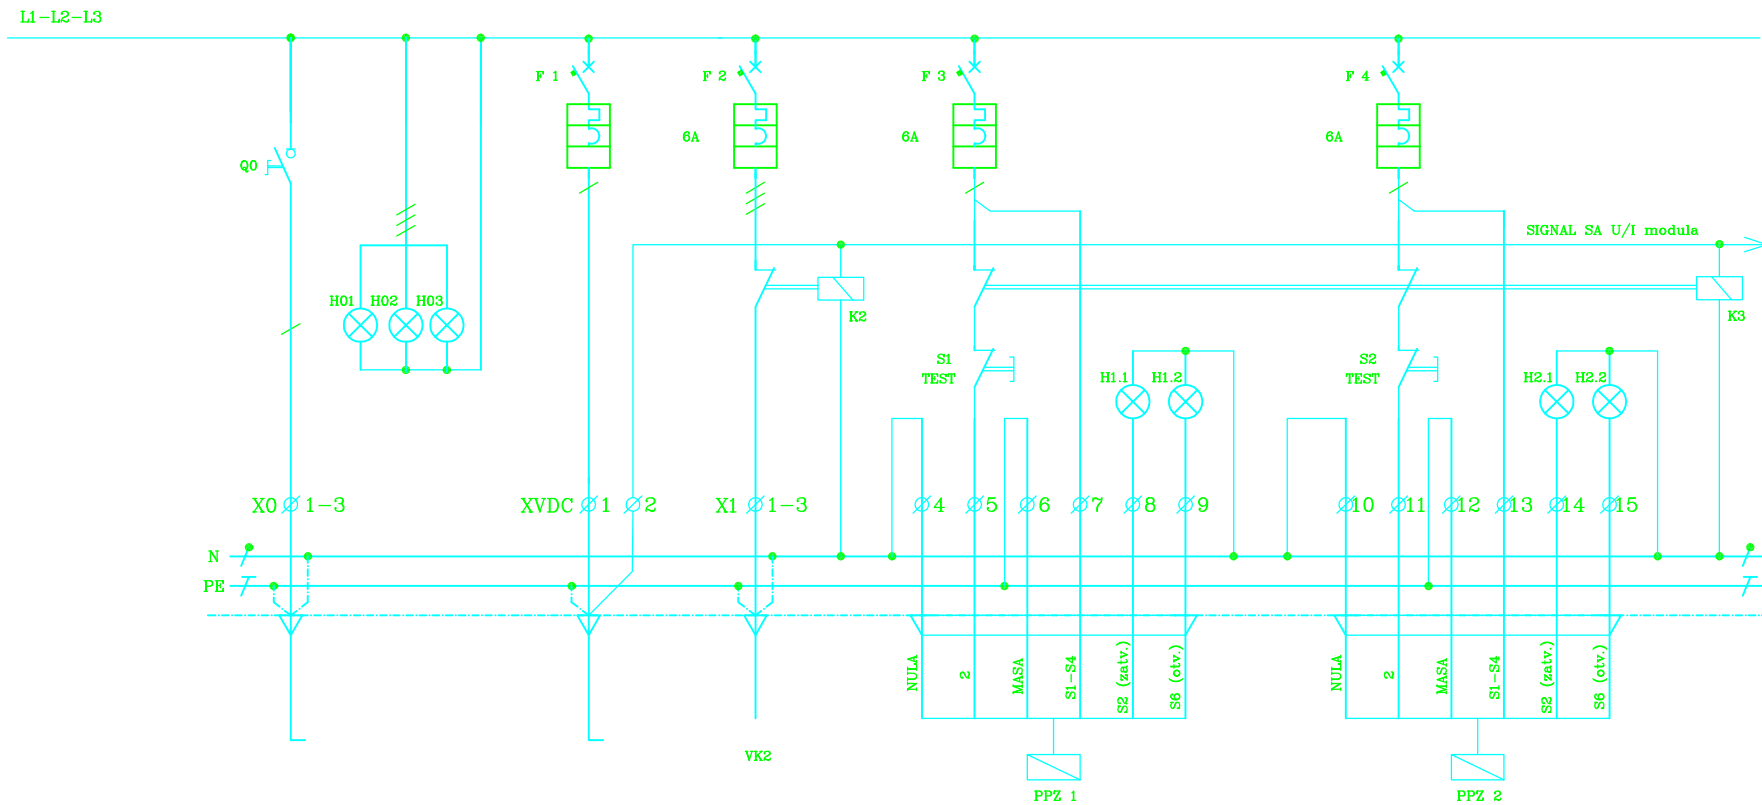 L1-L2-L3
F 1
F 2
F 3
F 4
6A
6A
6A
Q0
SIGNAL SA U/I modula
H01
H02
H03
K2
K3
S1
TEST
S2
TEST
H1.1
H1.2
H2.1
H2.2
X0
1-3
XVDC
1
2
X1
1-3
4
5
6
7
8
9
10
11
12
13
14
15
N
PE
NULA
2
MASA
S1-S4
S2 (zatv.)
S6 (otv.)
NULA
2
MASA
S1-S4
S2 (zatv.)
S6 (otv.)
VK2
PPZ 1
PPZ 2